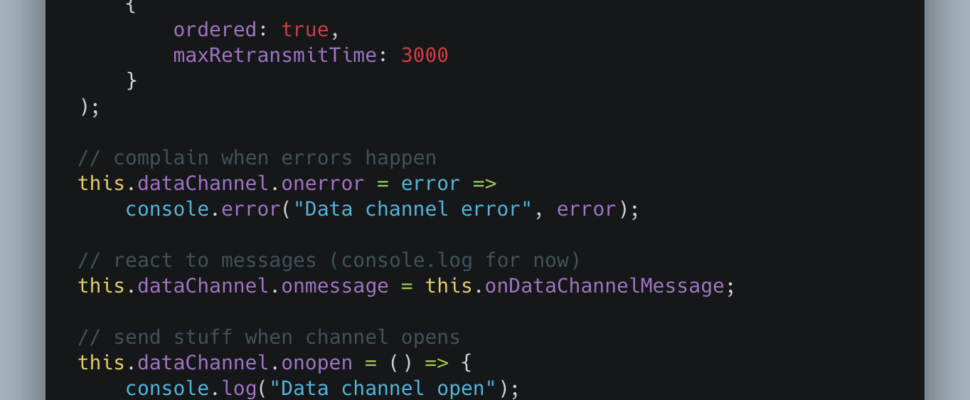 {
ordered: true,
maxRetransmitTime: 3000
}
);
// complain when errors happen
this.dataChannel.onerror = error =>
console.error("Data channel error", error);
// react to messages (console.log for now)
this.dataChannel.onmessage = this.onDataChannelMessage;
// send stuff when channel opens
this.dataChannel.onopen = () => {
console.log("Data channel open");